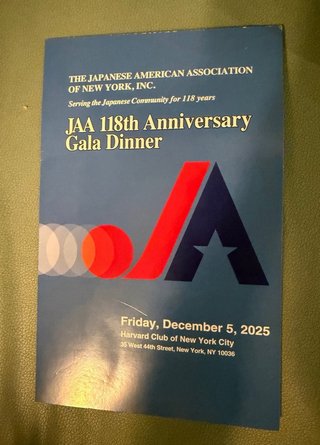 THE JAPANESE AMERICAN ASSOCIATION
OF NEW YORK, INC.
Serving the Japanese Community for 118 years
JAA 118th Anniversary
Gala Dinner
JA
Friday, December 5, 2025
Harvard Club of New York City
35 West 44th Street, New York, NY 10036